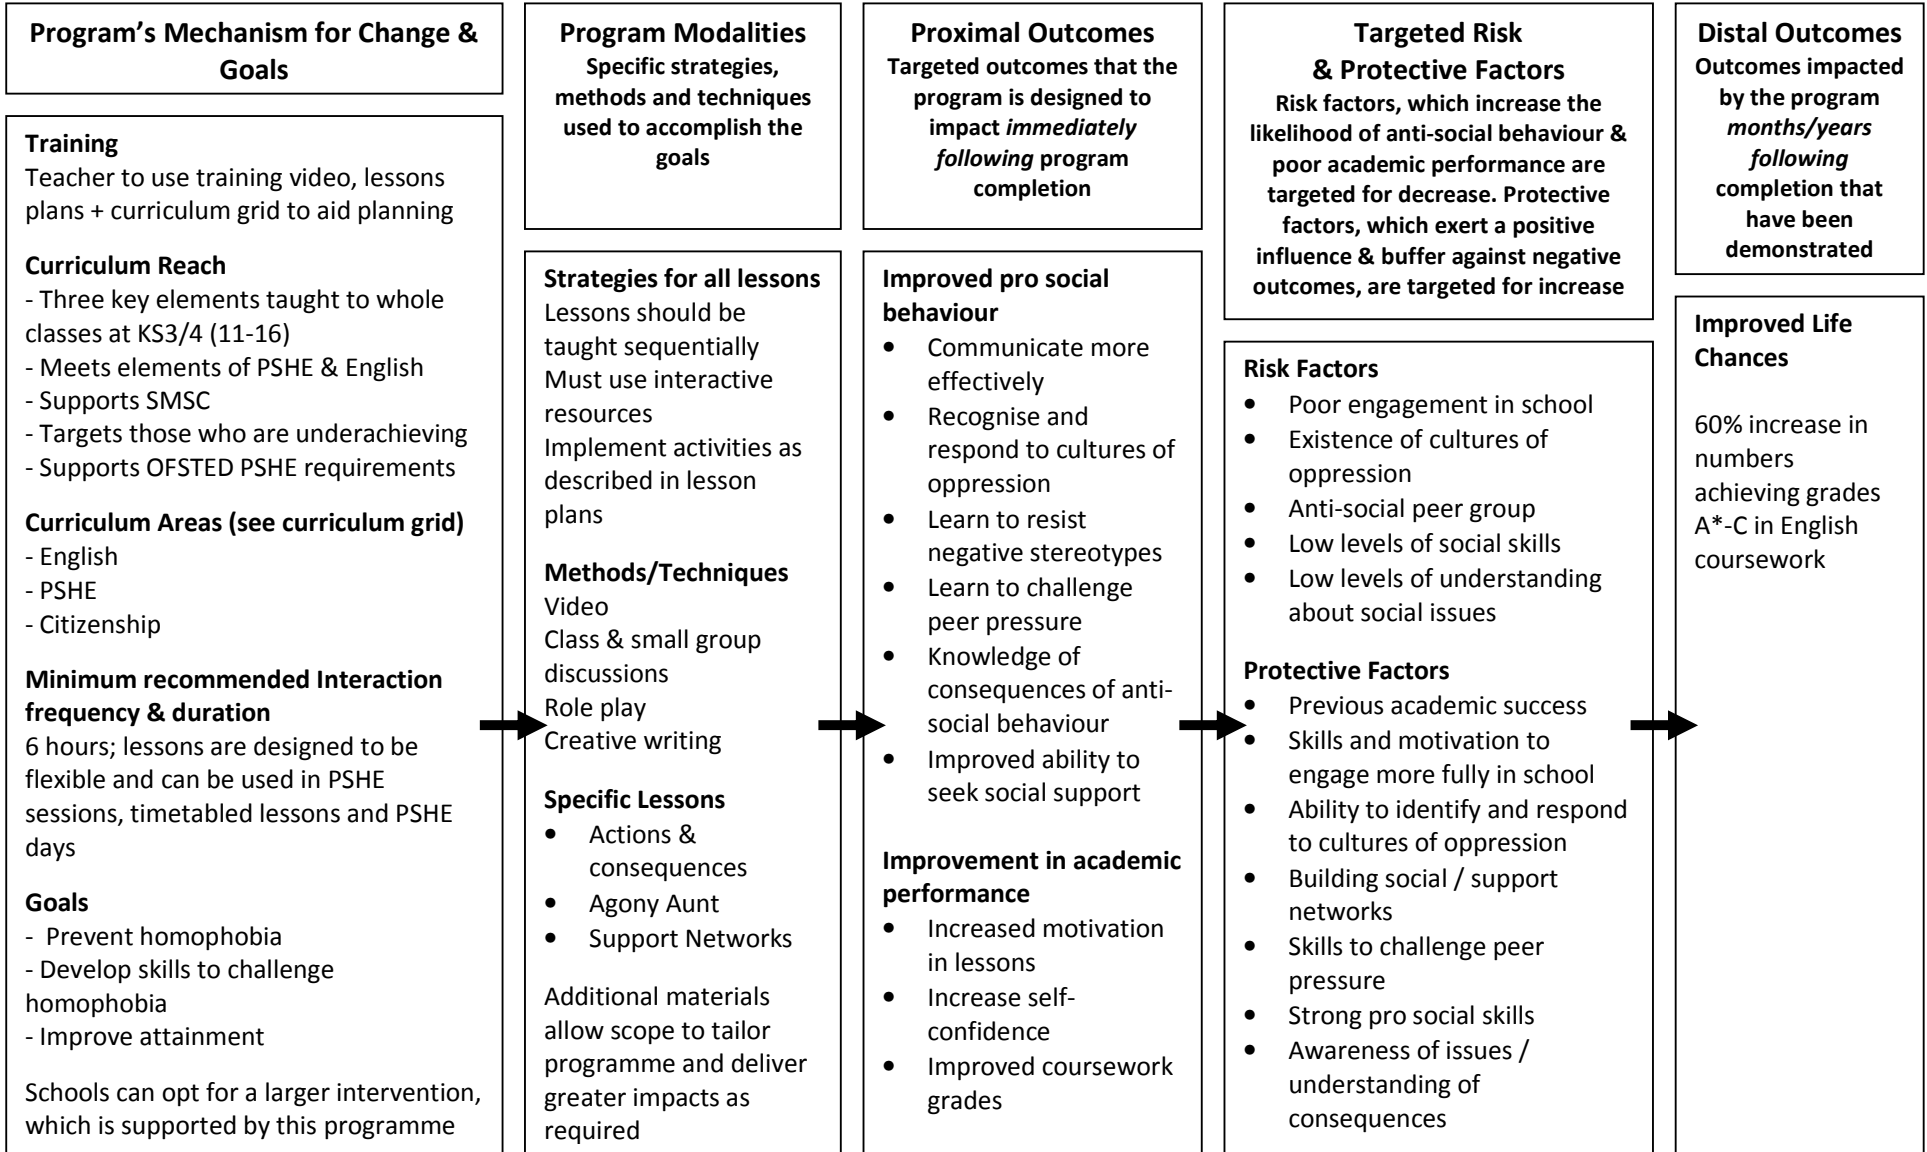 Program’s Mechanism for Change &
Goals
Training
Teacher to use training video, lessons
plans + curriculum grid to aid planning
Curriculum Reach
- Three key elements taught to whole
classes at KS3/4 (11-16)
- Meets elements of PSHE & English
- Supports SMSC
- Targets those who are underachieving
- Supports OFSTED PSHE requirements
Curriculum Areas (see curriculum grid)
- English
- PSHE
- Citizenship
Minimum recommended Interaction
frequency & duration
6 hours; lessons are designed to be
flexible and can be used in PSHE
sessions, timetabled lessons and PSHE
days
Goals
- Prevent homophobia
- Develop skills to challenge
homophobia
- Improve attainment
Schools can opt for a larger intervention,
which is supported by this programme
Program Modalities
Specific strategies,
methods and techniques
used to accomplish the
goals
Strategies for all lessons
Lessons should be
taught sequentially
Must use interactive
resources
Implement activities as
described in lesson
plans
Methods/Techniques
Video
Class & small group
discussions
Role play
Creative writing
Specific Lessons
• Actions &
consequences
• Agony Aunt
• Support Networks
Additional materials
allow scope to tailor
programme and deliver
greater impacts as
required
Proximal Outcomes
Targeted outcomes that the
program is designed to
impact immediately
following program
completion
Improved pro social
behaviour
• Communicate more
effectively
• Recognise and
respond to cultures of
oppression
• Learn to resist
negative stereotypes
• Learn to challenge
peer pressure
• Knowledge of
consequences of anti-
social behaviour
• Improved ability to
seek social support
Improvement in academic
performance
• Increased motivation
in lessons
• Increase self-
confidence
• Improved coursework
grades
Targeted Risk
& Protective Factors
Risk factors, which increase the
likelihood of anti-social behaviour &
poor academic performance are
targeted for decrease. Protective
factors, which exert a positive
influence & buffer against negative
outcomes, are targeted for increase
Risk Factors
• Poor engagement in school
• Existence of cultures of
oppression
• Anti-social peer group
• Low levels of social skills
• Low levels of understanding
about social issues
Protective Factors
• Previous academic success
• Skills and motivation to
engage more fully in school
• Ability to identify and respond
to cultures of oppression
• Building social / support
networks
• Skills to challenge peer
pressure
• Strong pro social skills
• Awareness of issues /
understanding of
consequences
Distal Outcomes
Outcomes impacted
by the program
months/years
following
completion that
have been
demonstrated
Improved Life
Chances
60% increase in
numbers
achieving grades
A*-C in English
coursework